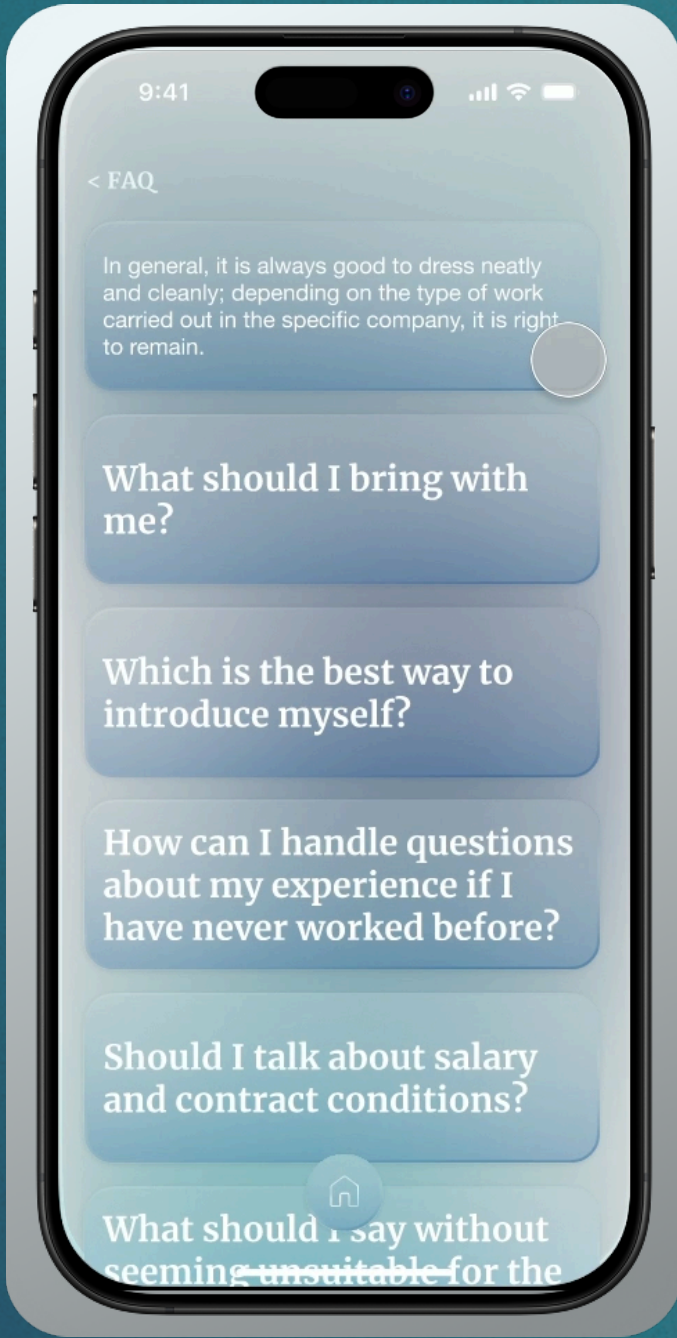 9:41
< FAQ
In general, it is always good to dress neatly
and cleanly; depending on the type of work
carried out in the specific company, it is right
to remain.
What should I bring with
me?
Which is the best way to
introduce myself?
How can I handle questions
about my experience if I
have never worked before?
Should I talk about salary
and contract conditions?
What should I say without
seeming unsuitable for the